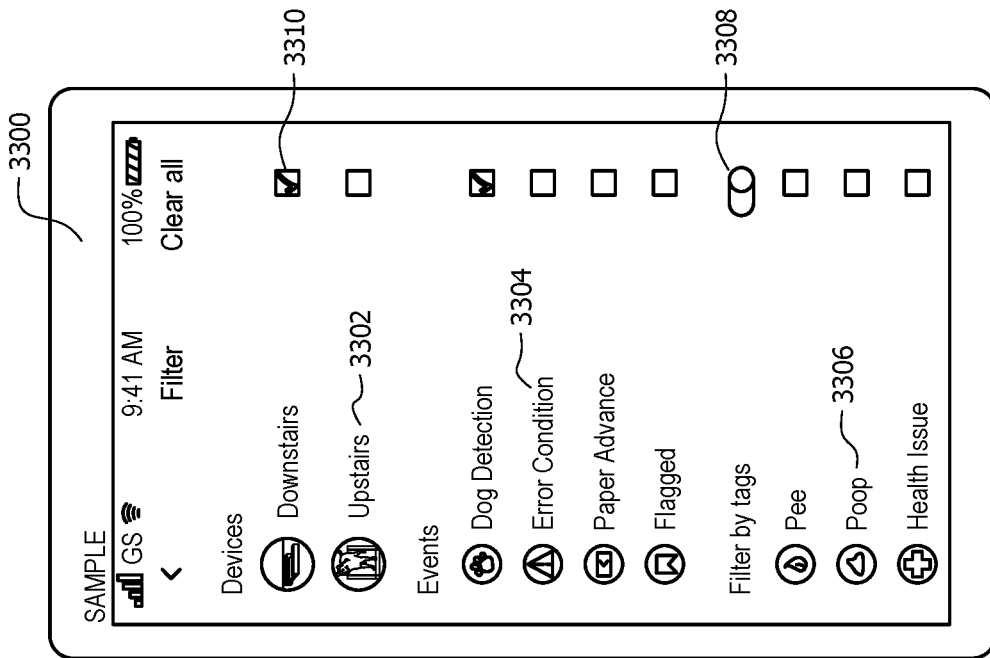 3300
SAMPLE
GS 9:41 AM 100%
< Filter Clear all
Devices
Downstairs 3310
Upstairs 3302
Events
Dog Detection
Error Condition 3304
Paper Advance
Flagged
Filter by tags 3308
Pee
Poop 3306
Health Issue